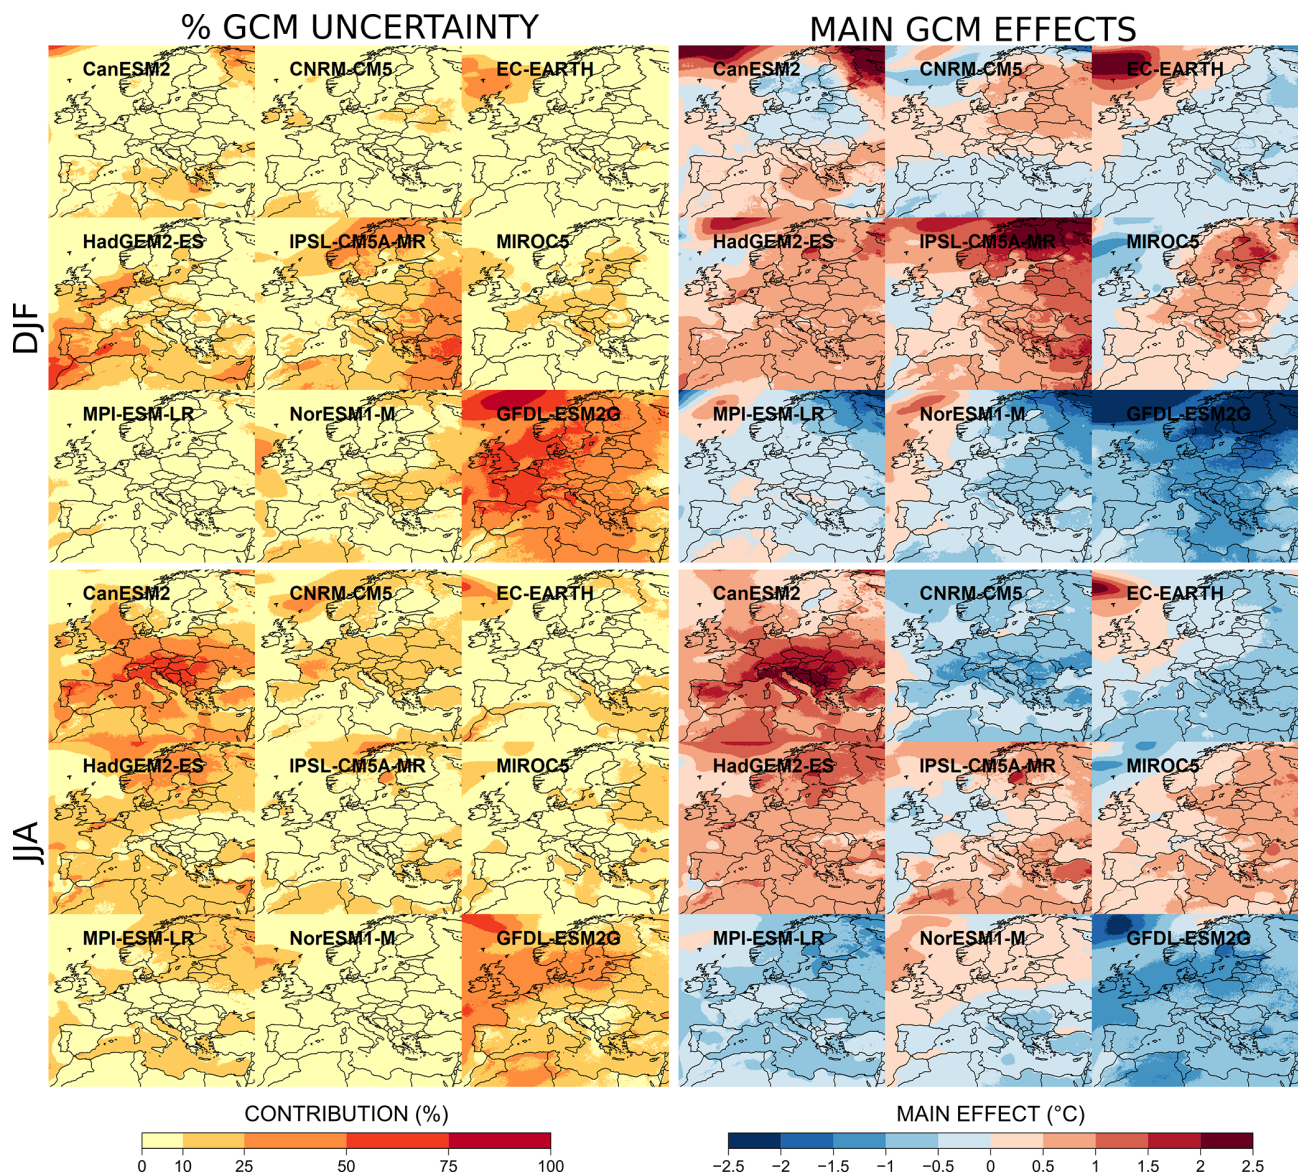 % GCM UNCERTAINTY
MAIN GCM EFFECTS
DJF
CanESM2 CNRM-CM5 EC-EARTH CanESM2 CNRM-CM5 EC-EARTH
HadGEM2-ES IPSL-CM5A-MR MIROC5 HadGEM2-ES IPSL-CM5A-MR MIROC5
MPI-ESM-LR NorESM1-M GFDL-ESM2G MPI-ESM-LR NorESM1-M GFDL-ESM2G
JJA
CanESM2 CNRM-CM5 EC-EARTH CanESM2 CNRM-CM5 EC-EARTH
HadGEM2-ES IPSL-CM5A-MR MIROC5 HadGEM2-ES IPSL-CM5A-MR MIROC5
MPI-ESM-LR NorESM1-M GFDL-ESM2G MPI-ESM-LR NorESM1-M GFDL-ESM2G
CONTRIBUTION (%)
0 10 25 50 75 100
MAIN EFFECT (°C)
−2.5 −2 −1.5 −1 −0.5 0 0.5 1 1.5 2 2.5